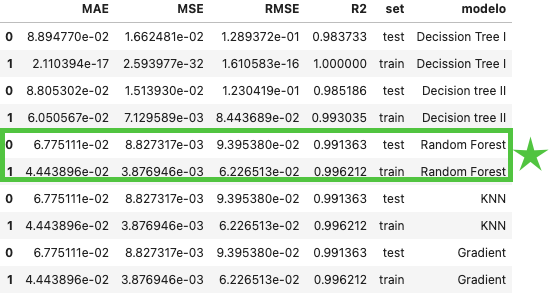 MAE MSE RMSE R2 set modelo
0 8.894770e-02 1.662481e-02 1.289372e-01 0.983733 test Decission Tree I
1 2.110394e-17 2.593977e-32 1.610583e-16 1.000000 train Decission Tree I
0 8.805302e-02 1.513930e-02 1.230419e-01 0.985186 test Decision tree II
1 6.050567e-02 7.129589e-03 8.443689e-02 0.993035 train Decision tree II
0 6.775111e-02 8.827317e-03 9.395380e-02 0.991363 test Random Forest
1 4.443896e-02 3.876946e-03 6.226513e-02 0.996212 train Random Forest
0 6.775111e-02 8.827317e-03 9.395380e-02 0.991363 test KNN
1 4.443896e-02 3.876946e-03 6.226513e-02 0.996212 train KNN
0 6.775111e-02 8.827317e-03 9.395380e-02 0.991363 test Gradient
1 4.443896e-02 3.876946e-03 6.226513e-02 0.996212 train Gradient